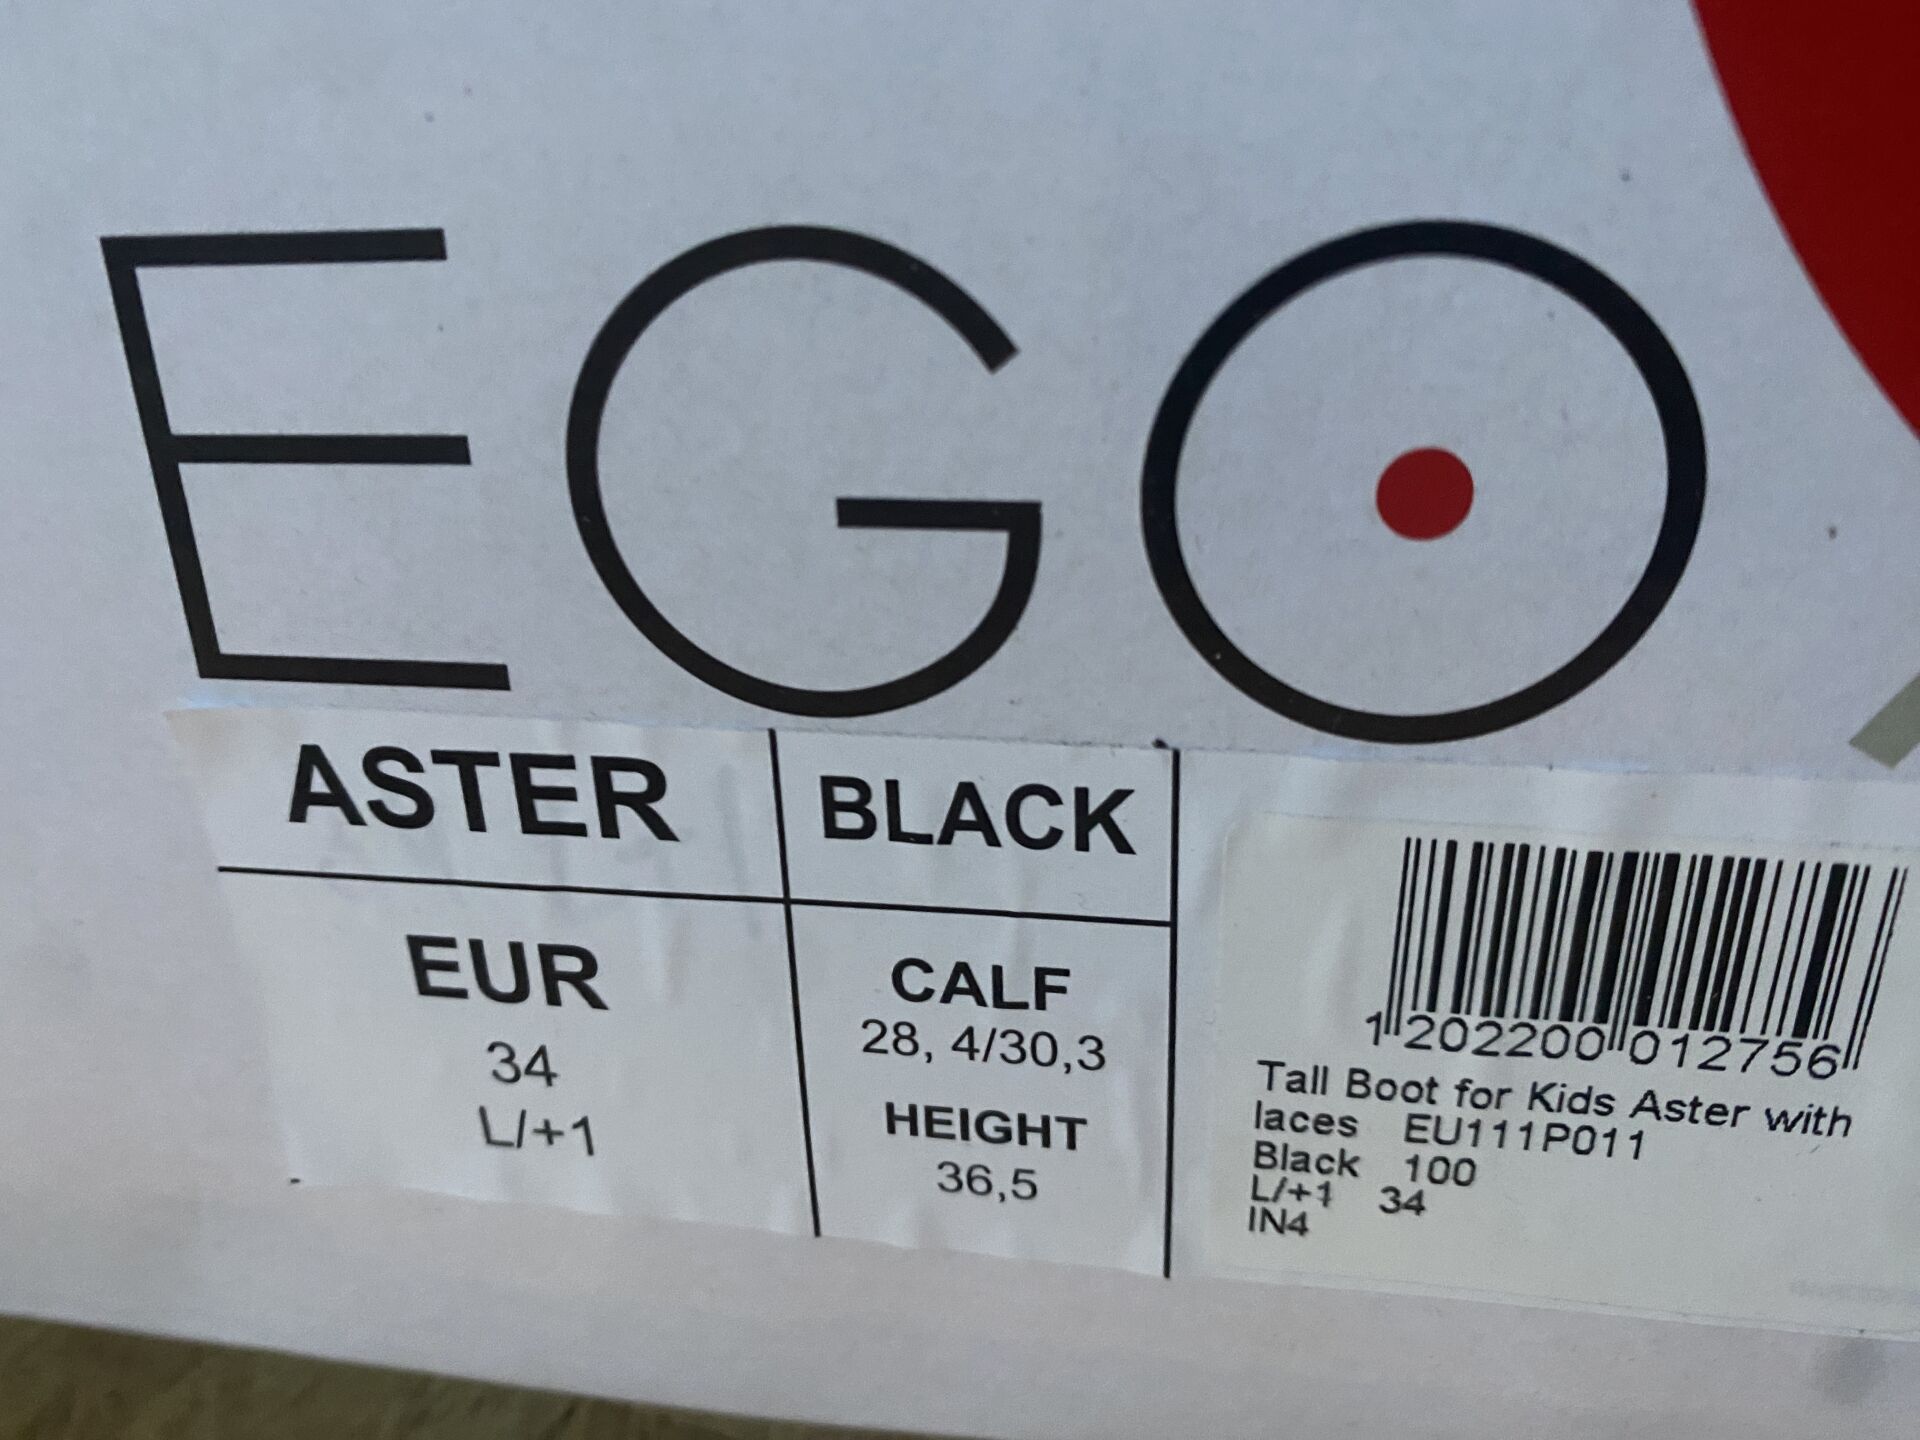 EGO
ASTER
BLACK
EUR
34
L/+1
CALF
28, 4/30,3
HEIGHT
36,5
1 202200 012756
Tall Boot for Kids Aster with
laces EU111P011
Black 100
L/+1 34
IN4